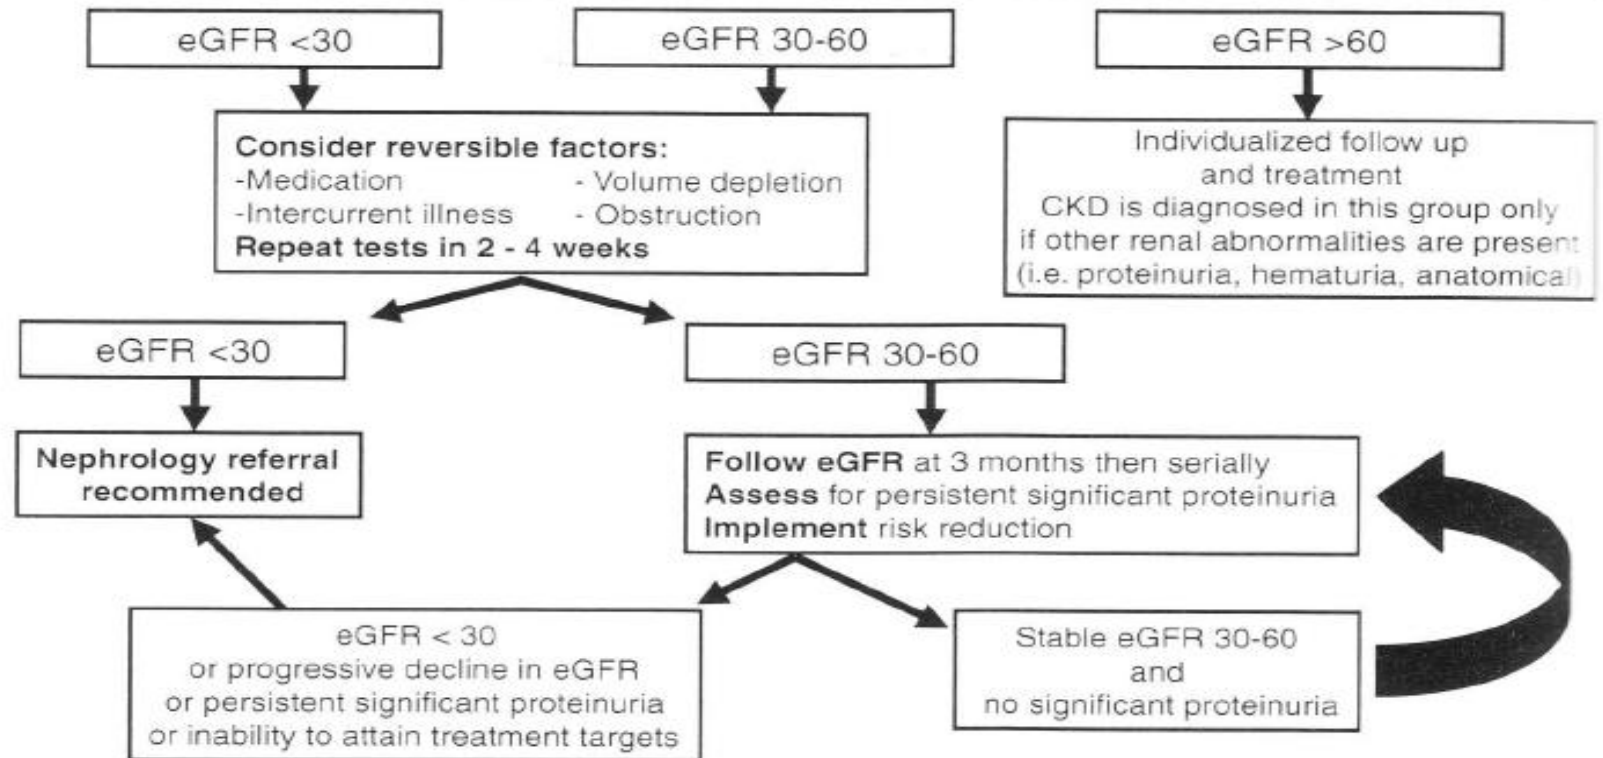 eGFR <30
eGFR 30-60
eGFR >60
Consider reversible factors:
-Medication - Volume depletion
-Intercurrent illness - Obstruction
Repeat tests in 2 - 4 weeks
Individualized follow up
and treatment
CKD is diagnosed in this group only
if other renal abnormalities are present
(i.e. proteinuria, hematuria, anatomical)
eGFR <30
eGFR 30-60
Nephrology referral
recommended
Follow eGFR at 3 months then serially
Assess for persistent significant proteinuria
Implement risk reduction
eGFR < 30
or progressive decline in eGFR
or persistent significant proteinuria
or inability to attain treatment targets
Stable eGFR 30-60
and
no significant proteinuria